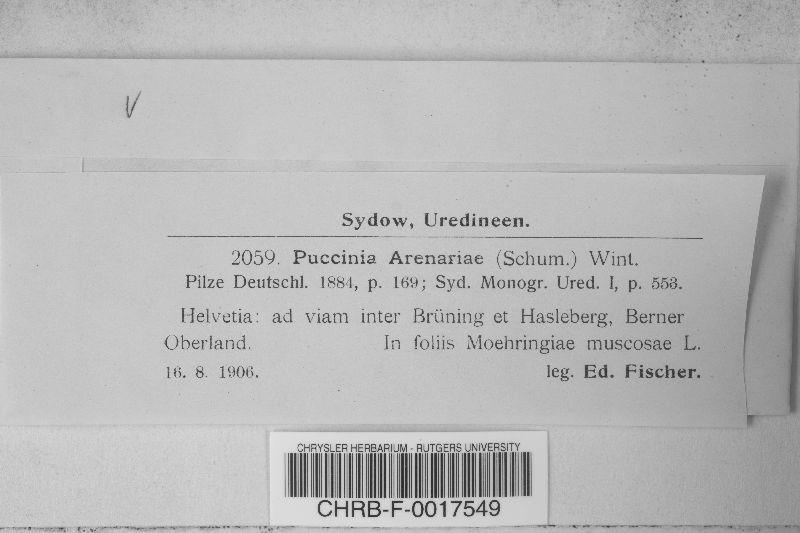 V
Sydow, Uredineen.
2059. Puccinia Arenariae (Schum.) Wint.
Pilze Deutschl. 1884, p. 169; Syd. Monogr. Ured. I, p. 553.
Helvetia: ad viam inter Brüning et Hasleberg, Berner
Oberland. In foliis Moehringiae muscosae L.
16. 8. 1906. leg. Ed. Fischer.
CHRYSLER HERBARIUM - RUTGERS UNIVERSITY
CHRB-F-0017549